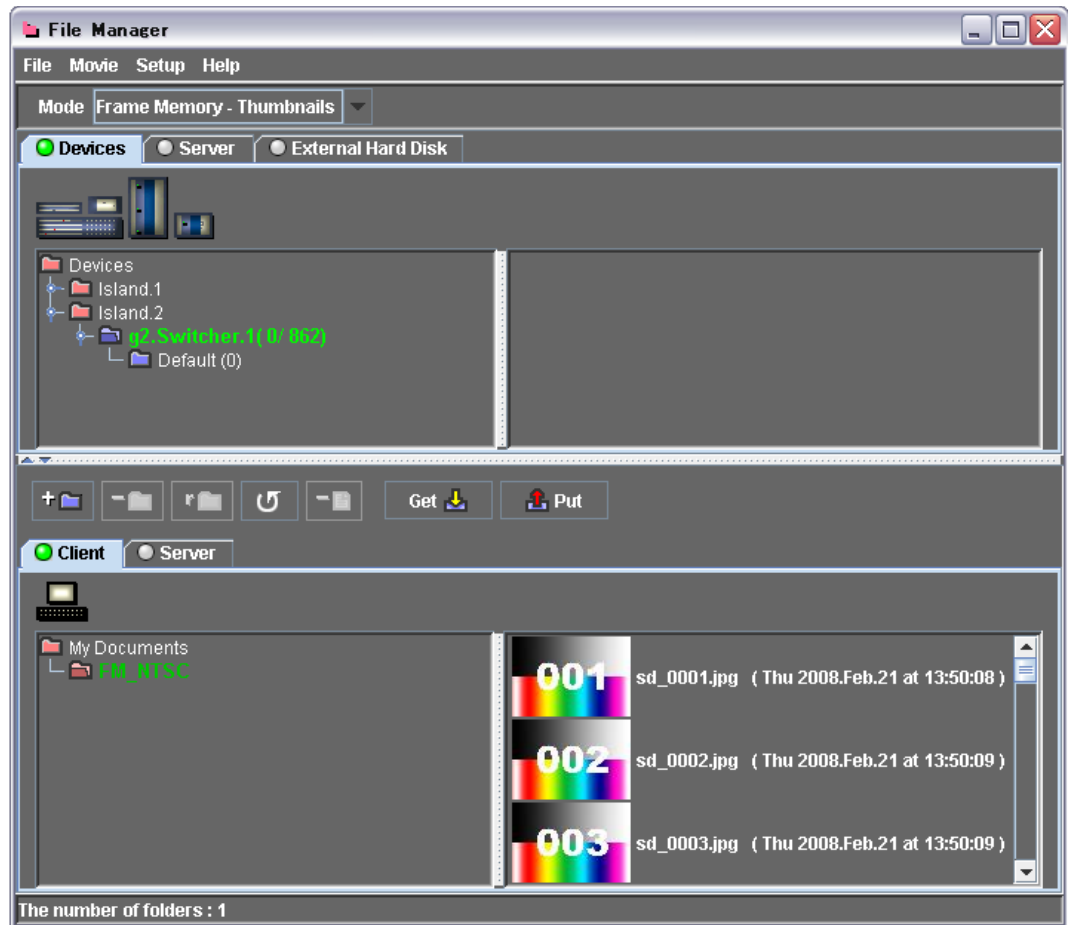 File Manager
File Movie Setup Help
Mode Frame Memory - Thumbnails
Devices Server External Hard Disk
Devices
Island.1
Island.2
g2.Switcher.1( 0/ 862)
Default (0)
Get Put
Client Server
My Documents
FM_NTSC
001 sd_0001.jpg ( Thu 2008.Feb.21 at 13:50:08 )
002 sd_0002.jpg ( Thu 2008.Feb.21 at 13:50:09 )
003 sd_0003.jpg ( Thu 2008.Feb.21 at 13:50:09 )
The number of folders : 1